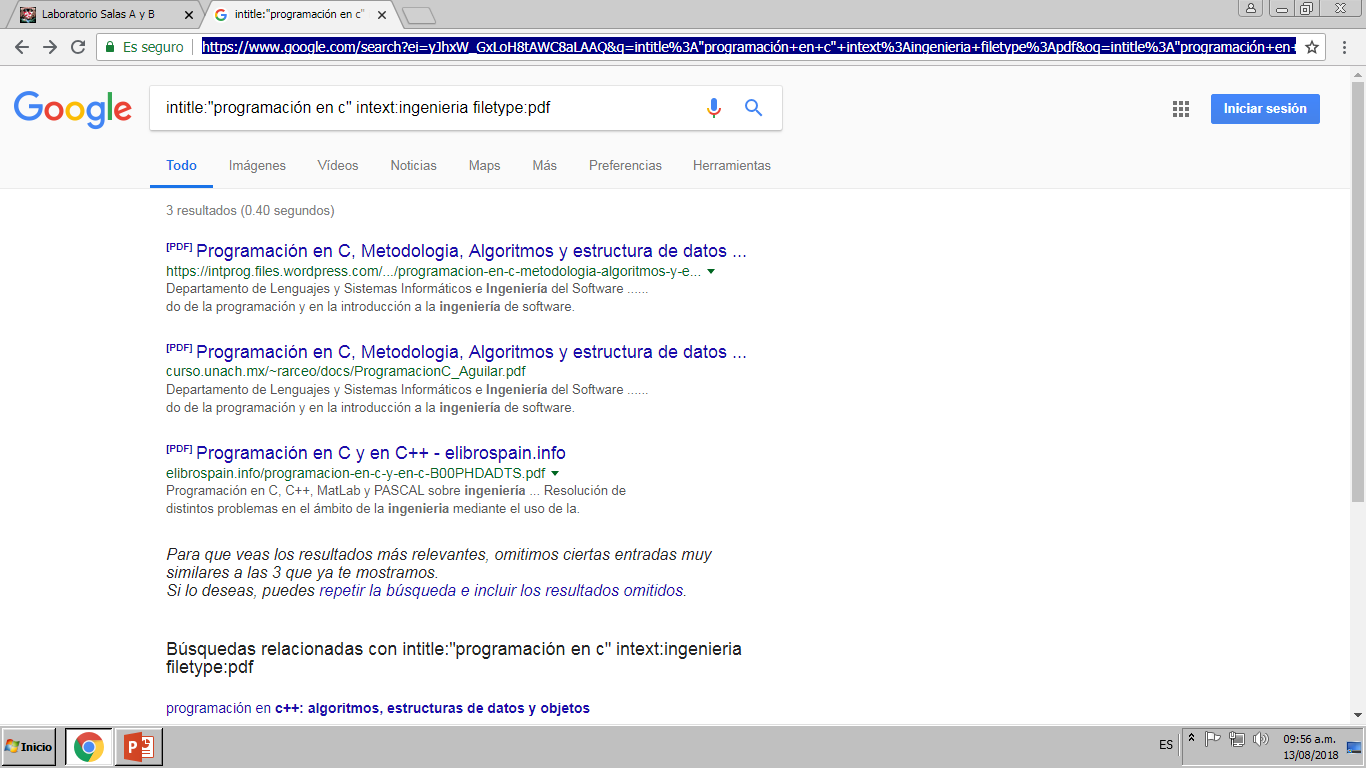 Laboratorio Salas A y B
intitle:"programación en c"
Es seguro
https://www.google.com/search?ei=yJhxW_GxLoH8tAWC8aLAAQ&q=intitle%3A"programación+en+c"+intext%3Aingenieria+filetype%3Apdf&oq=intitle%3A"programación+en+
Google
intitle:"programación en c" intext:ingenieria filetype:pdf
Iniciar sesión
Todo Imágenes Vídeos Noticias Maps Más Preferencias Herramientas
3 resultados (0.40 segundos)
[PDF] Programación en C, Metodologia, Algoritmos y estructura de datos ...
https://intprog.files.wordpress.com/.../programacion-en-c-metodologia-algoritmos-y-e...
Departamento de Lenguajes y Sistemas Informáticos e Ingeniería del Software ......
do de la programación y en la introducción a la ingeniería de software.
[PDF] Programación en C, Metodologia, Algoritmos y estructura de datos ...
curso.unach.mx/~rarceo/docs/ProgramacionC_Aguilar.pdf
Departamento de Lenguajes y Sistemas Informáticos e Ingeniería del Software ......
do de la programación y en la introducción a la ingeniería de software.
[PDF] Programación en C y en C++ - elibrospain.info
elibrospain.info/programacion-en-c-y-en-c-B00PHDADTS.pdf
Programación en C, C++, MatLab y PASCAL sobre ingeniería ... Resolución de
distintos problemas en el ámbito de la ingeniería mediante el uso de la.
Para que veas los resultados más relevantes, omitimos ciertas entradas muy
similares a las 3 que ya te mostramos.
Si lo deseas, puedes repetir la búsqueda e incluir los resultados omitidos.
Búsquedas relacionadas con intitle:"programación en c" intext:ingenieria
filetype:pdf
programación en c++: algoritmos, estructuras de datos y objetos
Inicio
ES
09:56 a.m.
13/08/2018